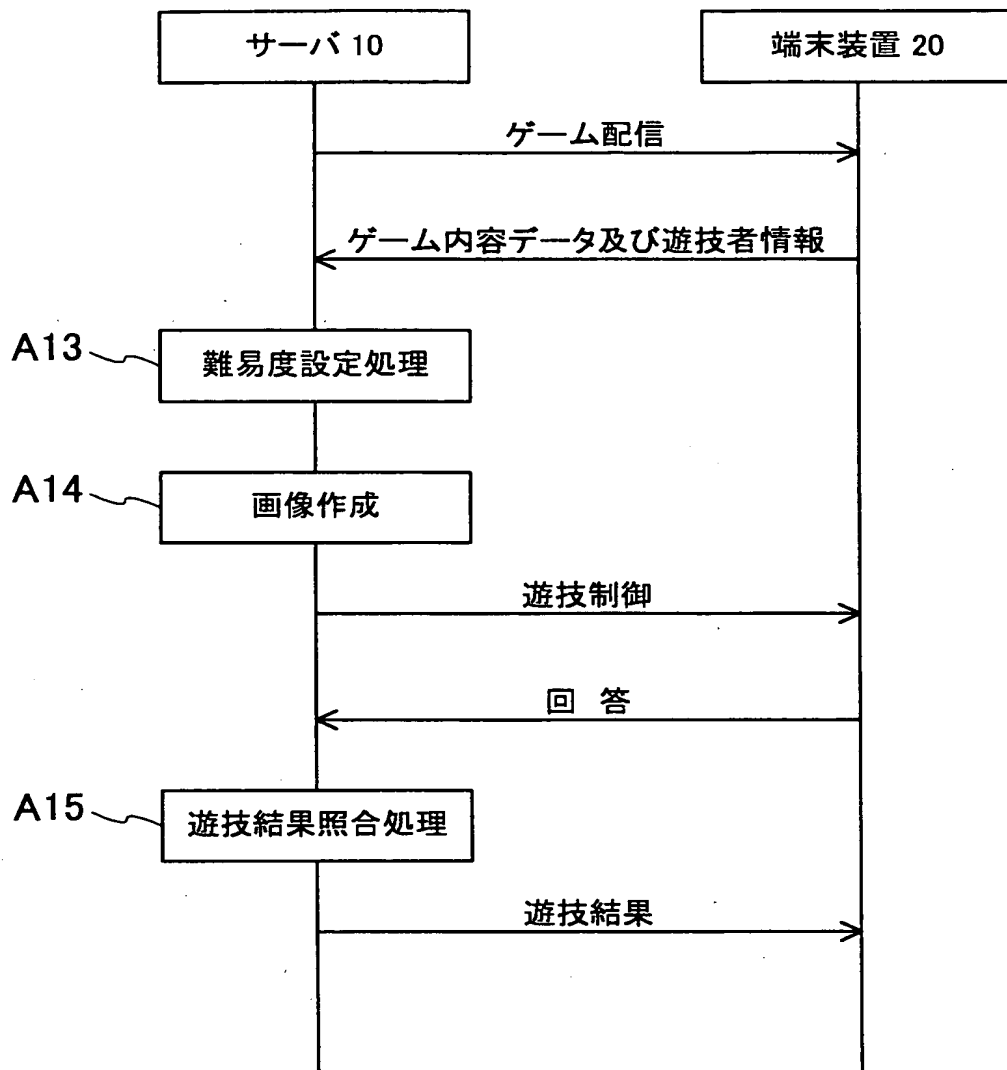 サーバ 10
端末装置 20
ゲーム配信
ゲーム内容データ及び遊技者情報
A13
難易度設定処理
A14
画像作成
遊技制御
回 答
A15
遊技結果照合処理
遊技結果